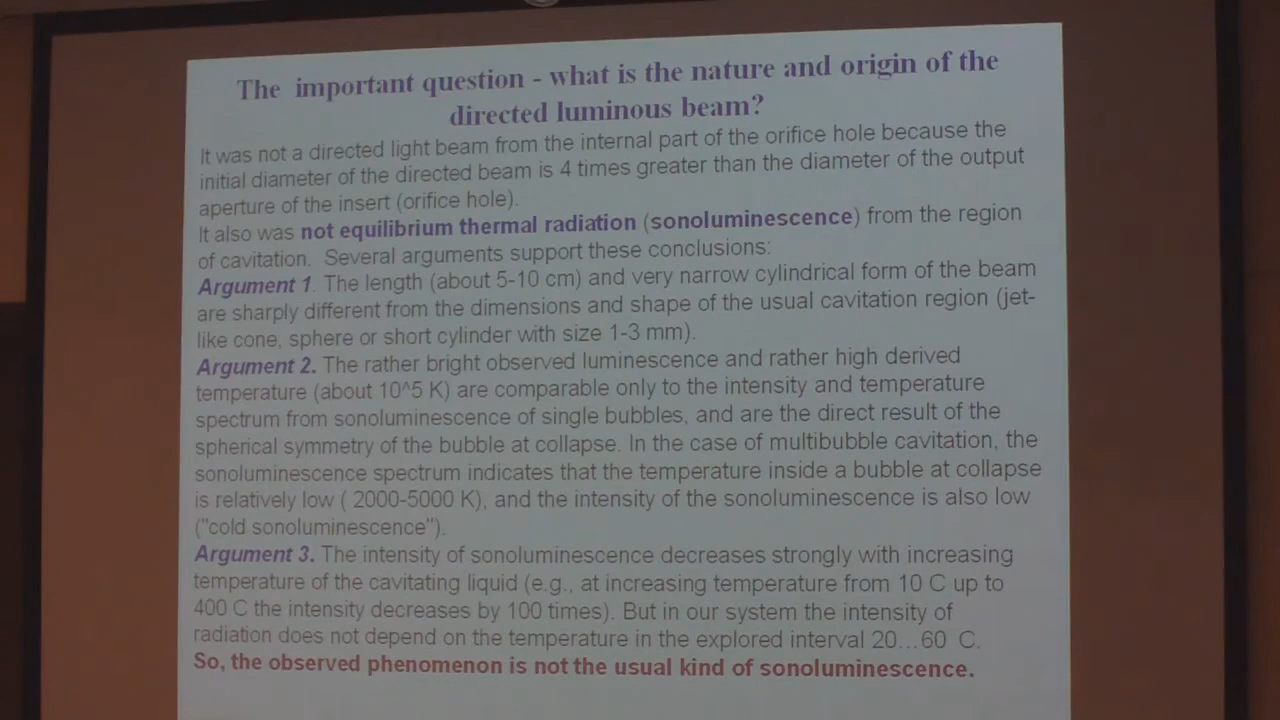 The important question - what is the nature and origin of the
directed luminous beam?
It was not a directed light beam from the internal part of the orifice hole because the
initial diameter of the directed beam is 4 times greater than the diameter of the output
aperture of the insert (orifice hole).
It also was not equilibrium thermal radiation (sonoluminescence) from the region
of cavitation. Several arguments support these conclusions:
Argument 1. The length (about 5-10 cm) and very narrow cylindrical form of the beam
are sharply different from the dimensions and shape of the usual cavitation region (jet-
like cone, sphere or short cylinder with size 1-3 mm).
Argument 2. The rather bright observed luminescence and rather high derived
temperature (about 10^5 K) are comparable only to the intensity and temperature
spectrum from sonoluminescence of single bubbles, and are the direct result of the
spherical symmetry of the bubble at collapse. In the case of multibubble cavitation, the
sonoluminescence spectrum indicates that the temperature inside a bubble at collapse
is relatively low ( 2000-5000 K), and the intensity of the sonoluminescence is also low
("cold sonoluminescence").
Argument 3. The intensity of sonoluminescence decreases strongly with increasing
temperature of the cavitating liquid (e.g., at increasing temperature from 10 C up to
400 C the intensity decreases by 100 times). But in our system the intensity of
radiation does not depend on the temperature in the explored interval 20...60 C.
So, the observed phenomenon is not the usual kind of sonoluminescence.